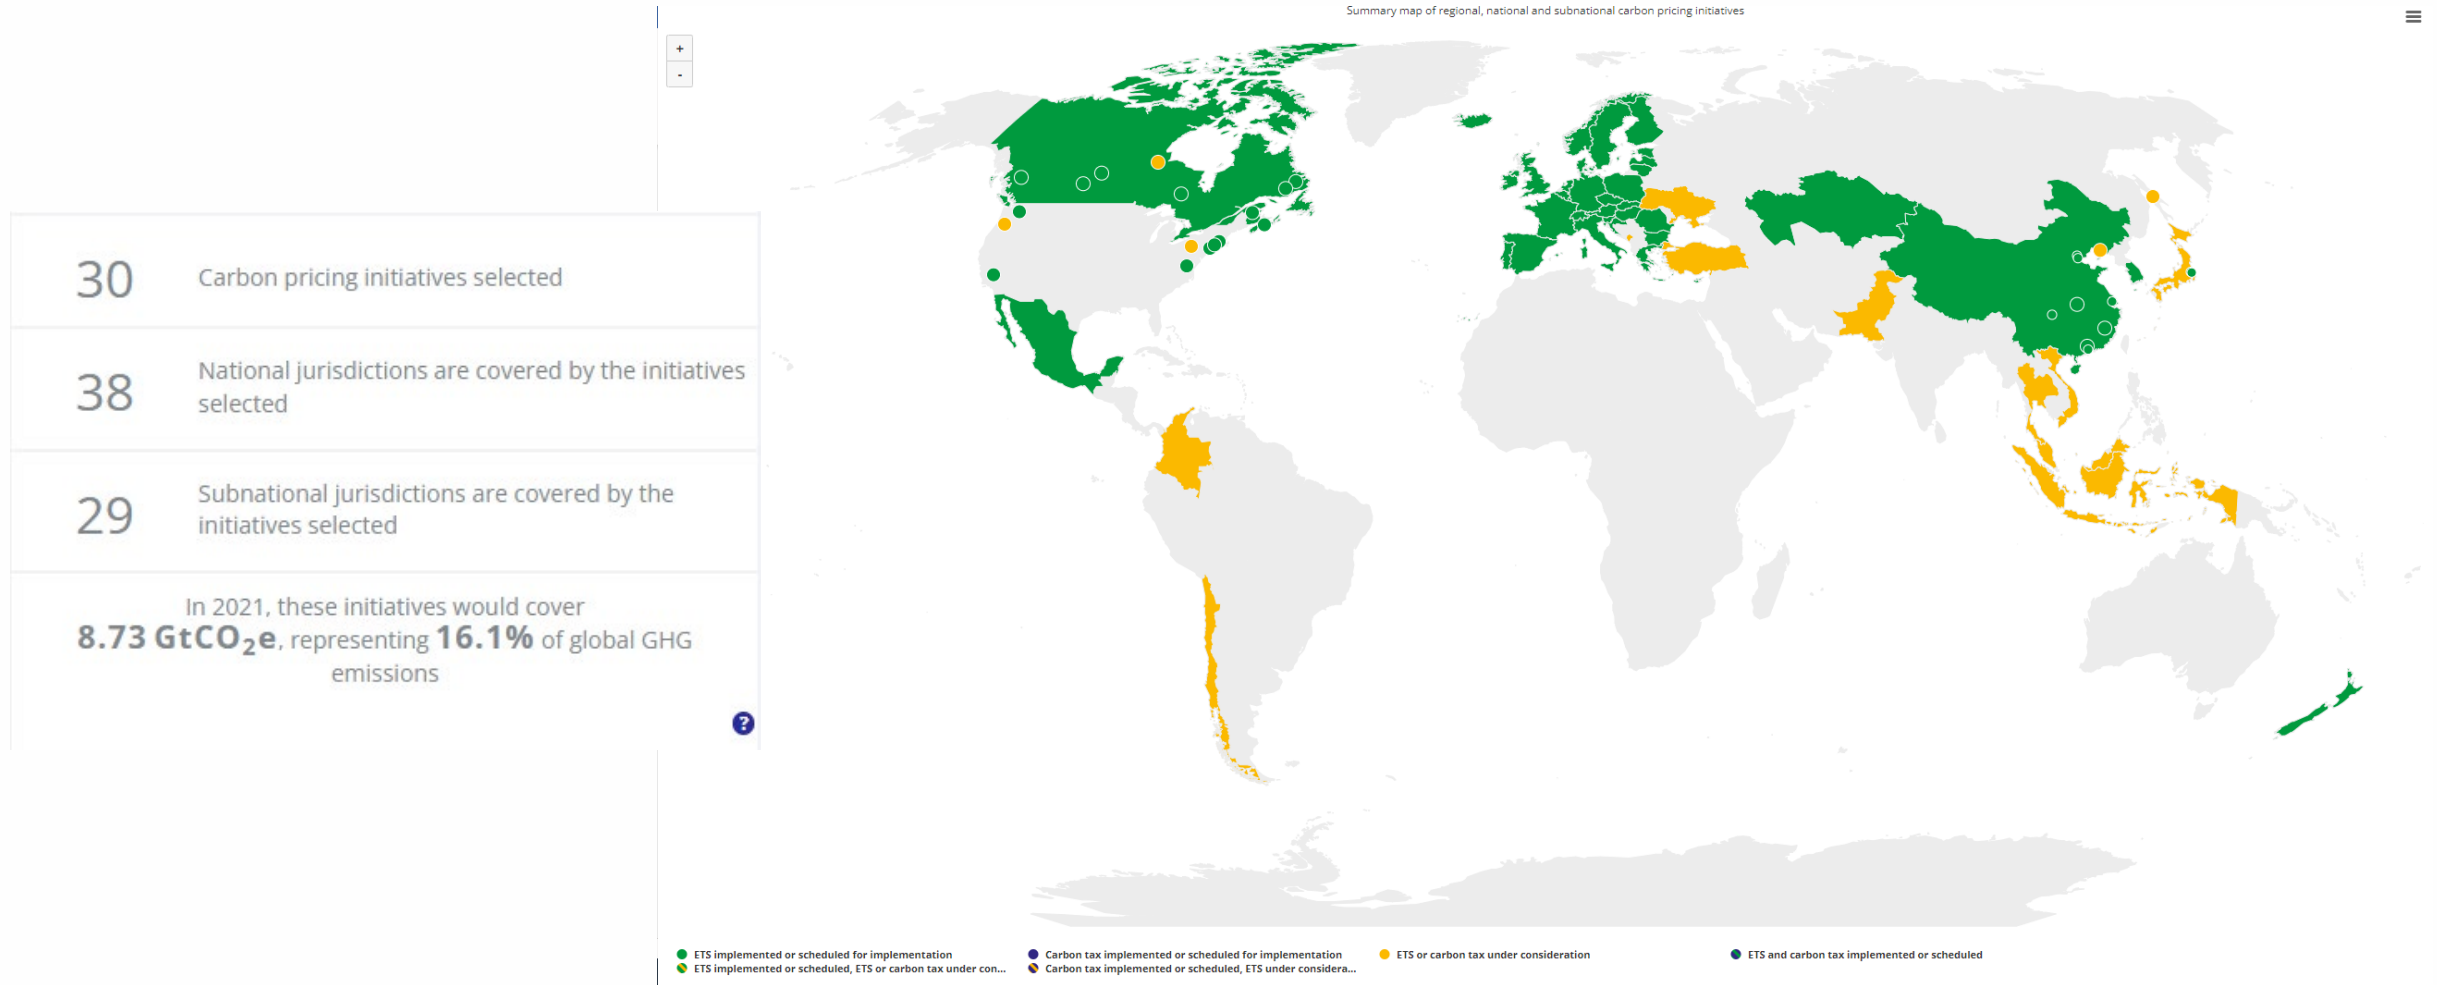 Summary map of regional, national and subnational carbon pricing initiatives
+
-
30
Carbon pricing initiatives selected
38
National jurisdictions are covered by the initiatives
selected
29
Subnational jurisdictions are covered by the
initiatives selected
In 2021, these initiatives would cover
8.73 GtCO₂e, representing 16.1% of global GHG
emissions
?
ETS implemented or scheduled for implementation
Carbon tax implemented or scheduled for implementation
ETS or carbon tax under consideration
ETS and carbon tax implemented or scheduled
ETS implemented or scheduled, ETS or carbon tax under con...
Carbon tax implemented or scheduled, ETS under considera...